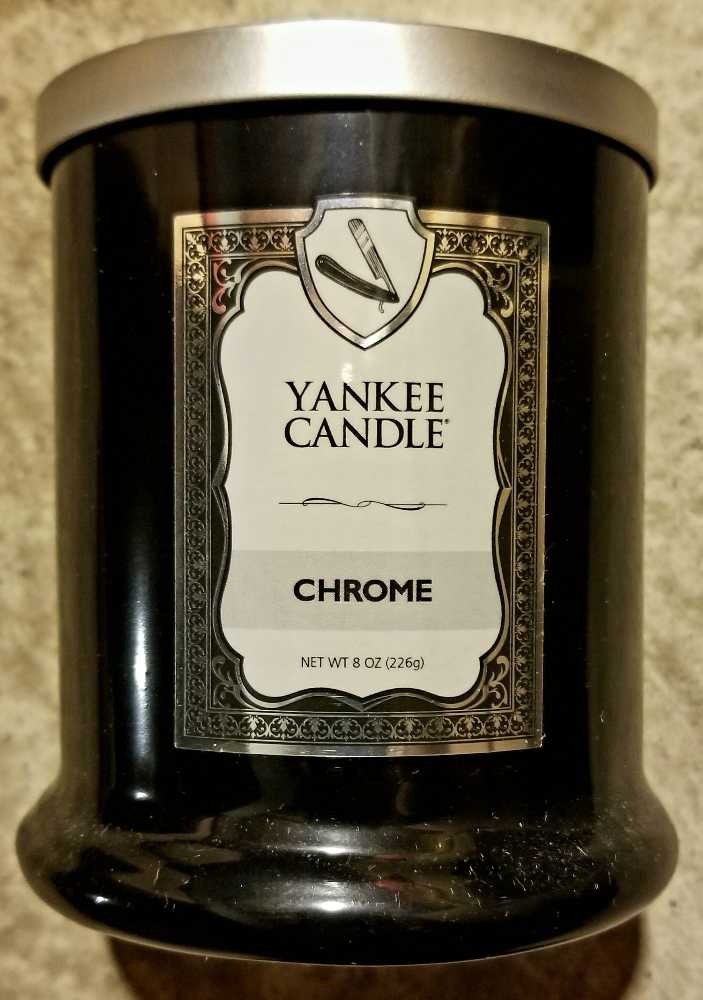 YANKEE
CANDLE®
CHROME
NET WT 8 OZ (226g)